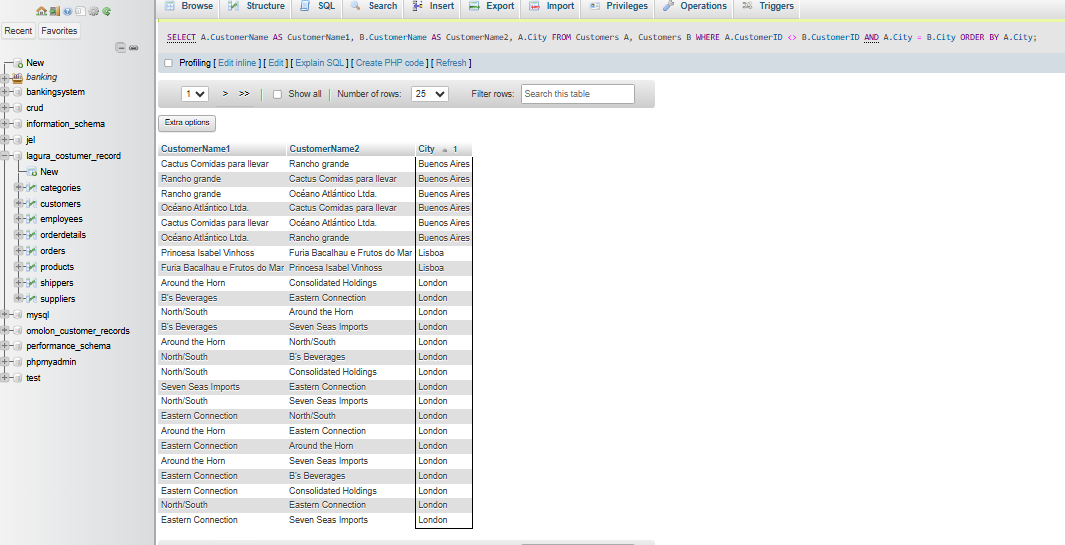 Browse Structure SQL Search Insert Export Import Privileges Operations Triggers
Recent Favorites
New
banking
bankingsystem
crud
information_schema
jel
lagura_costumer_record
New
categories
customers
employees
orderdetails
orders
products
shippers
suppliers
mysql
omolon_customer_records
performance_schema
phpmyadmin
test
SELECT A.CustomerName AS CustomerName1, B.CustomerName AS CustomerName2, A.City FROM Customers A, Customers B WHERE A.CustomerID <> B.CustomerID AND A.City = B.City ORDER BY A.City;
Profiling [ Edit inline ] [ Edit ] [ Explain SQL ] [ Create PHP code ] [ Refresh ]
1 > >> Show all Number of rows: 25 Filter rows: Search this table
Extra options
CustomerName1 CustomerName2 City 1
Cactus Comidas para llevar Rancho grande Buenos Aires
Rancho grande Cactus Comidas para llevar Buenos Aires
Rancho grande Océano Atlántico Ltda. Buenos Aires
Océano Atlántico Ltda. Cactus Comidas para llevar Buenos Aires
Cactus Comidas para llevar Océano Atlántico Ltda. Buenos Aires
Océano Atlántico Ltda. Rancho grande Buenos Aires
Princesa Isabel Vinhoss Furia Bacalhau e Frutos do Mar Lisboa
Furia Bacalhau e Frutos do Mar Princesa Isabel Vinhoss Lisboa
Around the Horn Consolidated Holdings London
B's Beverages Eastern Connection London
North/South Around the Horn London
B's Beverages Seven Seas Imports London
Around the Horn North/South London
North/South B's Beverages London
North/South Consolidated Holdings London
Seven Seas Imports Eastern Connection London
North/South Seven Seas Imports London
Eastern Connection North/South London
Around the Horn Eastern Connection London
Eastern Connection Around the Horn London
Around the Horn Seven Seas Imports London
Eastern Connection B's Beverages London
Eastern Connection Consolidated Holdings London
North/South Eastern Connection London
Eastern Connection Seven Seas Imports London